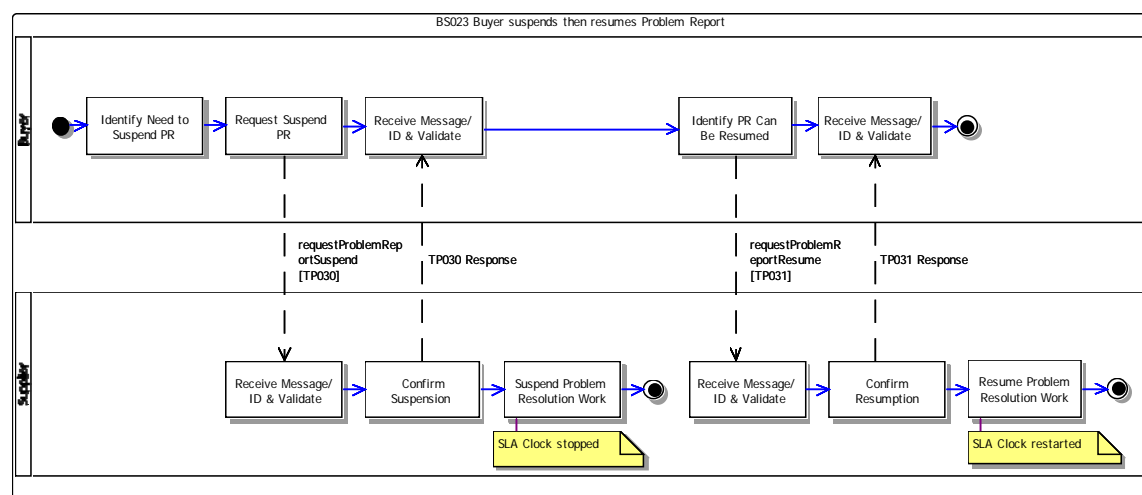 BS023 Buyer suspends then resumes Problem Report
Buyer
Identify Need to
Suspend PR
Request Suspend
PR
Receive Message/
ID & Validate
Identify PR Can
Be Resumed
Receive Message/
ID & Validate
requestProblemRep
ortSuspend
[TP030]
TP030 Response
requestProblemR
eportResume
[TP031]
TP031 Response
Supplier
Receive Message/
ID & Validate
Confirm
Suspension
Suspend Problem
Resolution Work
Receive Message/
ID & Validate
Confirm
Resumption
Resume Problem
Resolution Work
SLA Clock stopped
SLA Clock restarted